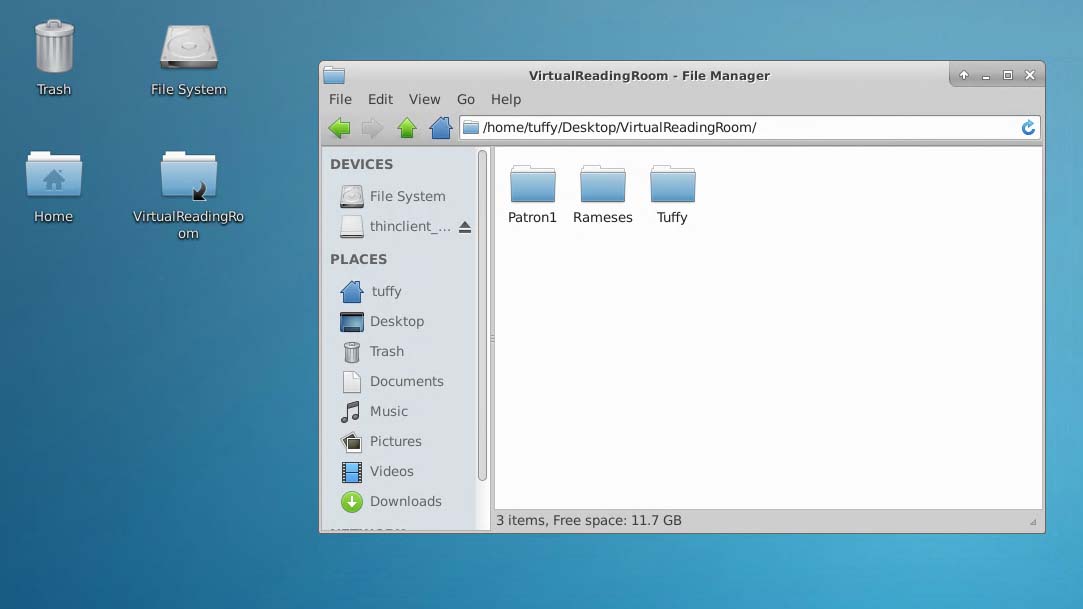 Trash
File System
Home
VirtualReadingRo
om
VirtualReadingRoom - File Manager
File Edit View Go Help
/home/tuffy/Desktop/VirtualReadingRoom/
DEVICES
File System
thinclient_...
PLACES
tuffy
Desktop
Trash
Documents
Music
Pictures
Videos
Downloads
Patron1 Rameses Tuffy
3 items, Free space: 11.7 GB